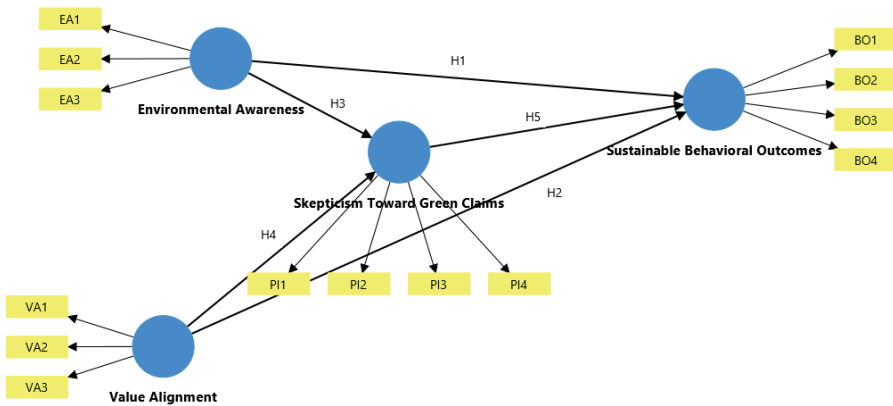 EA1
EA2
EA3
Environmental Awareness
H1
H3
H5
BO1
BO2
BO3
BO4
Sustainable Behavioral Outcomes
Skepticism Toward Green Claims
H2
H4
PI1
PI2
PI3
PI4
VA1
VA2
VA3
Value Alignment